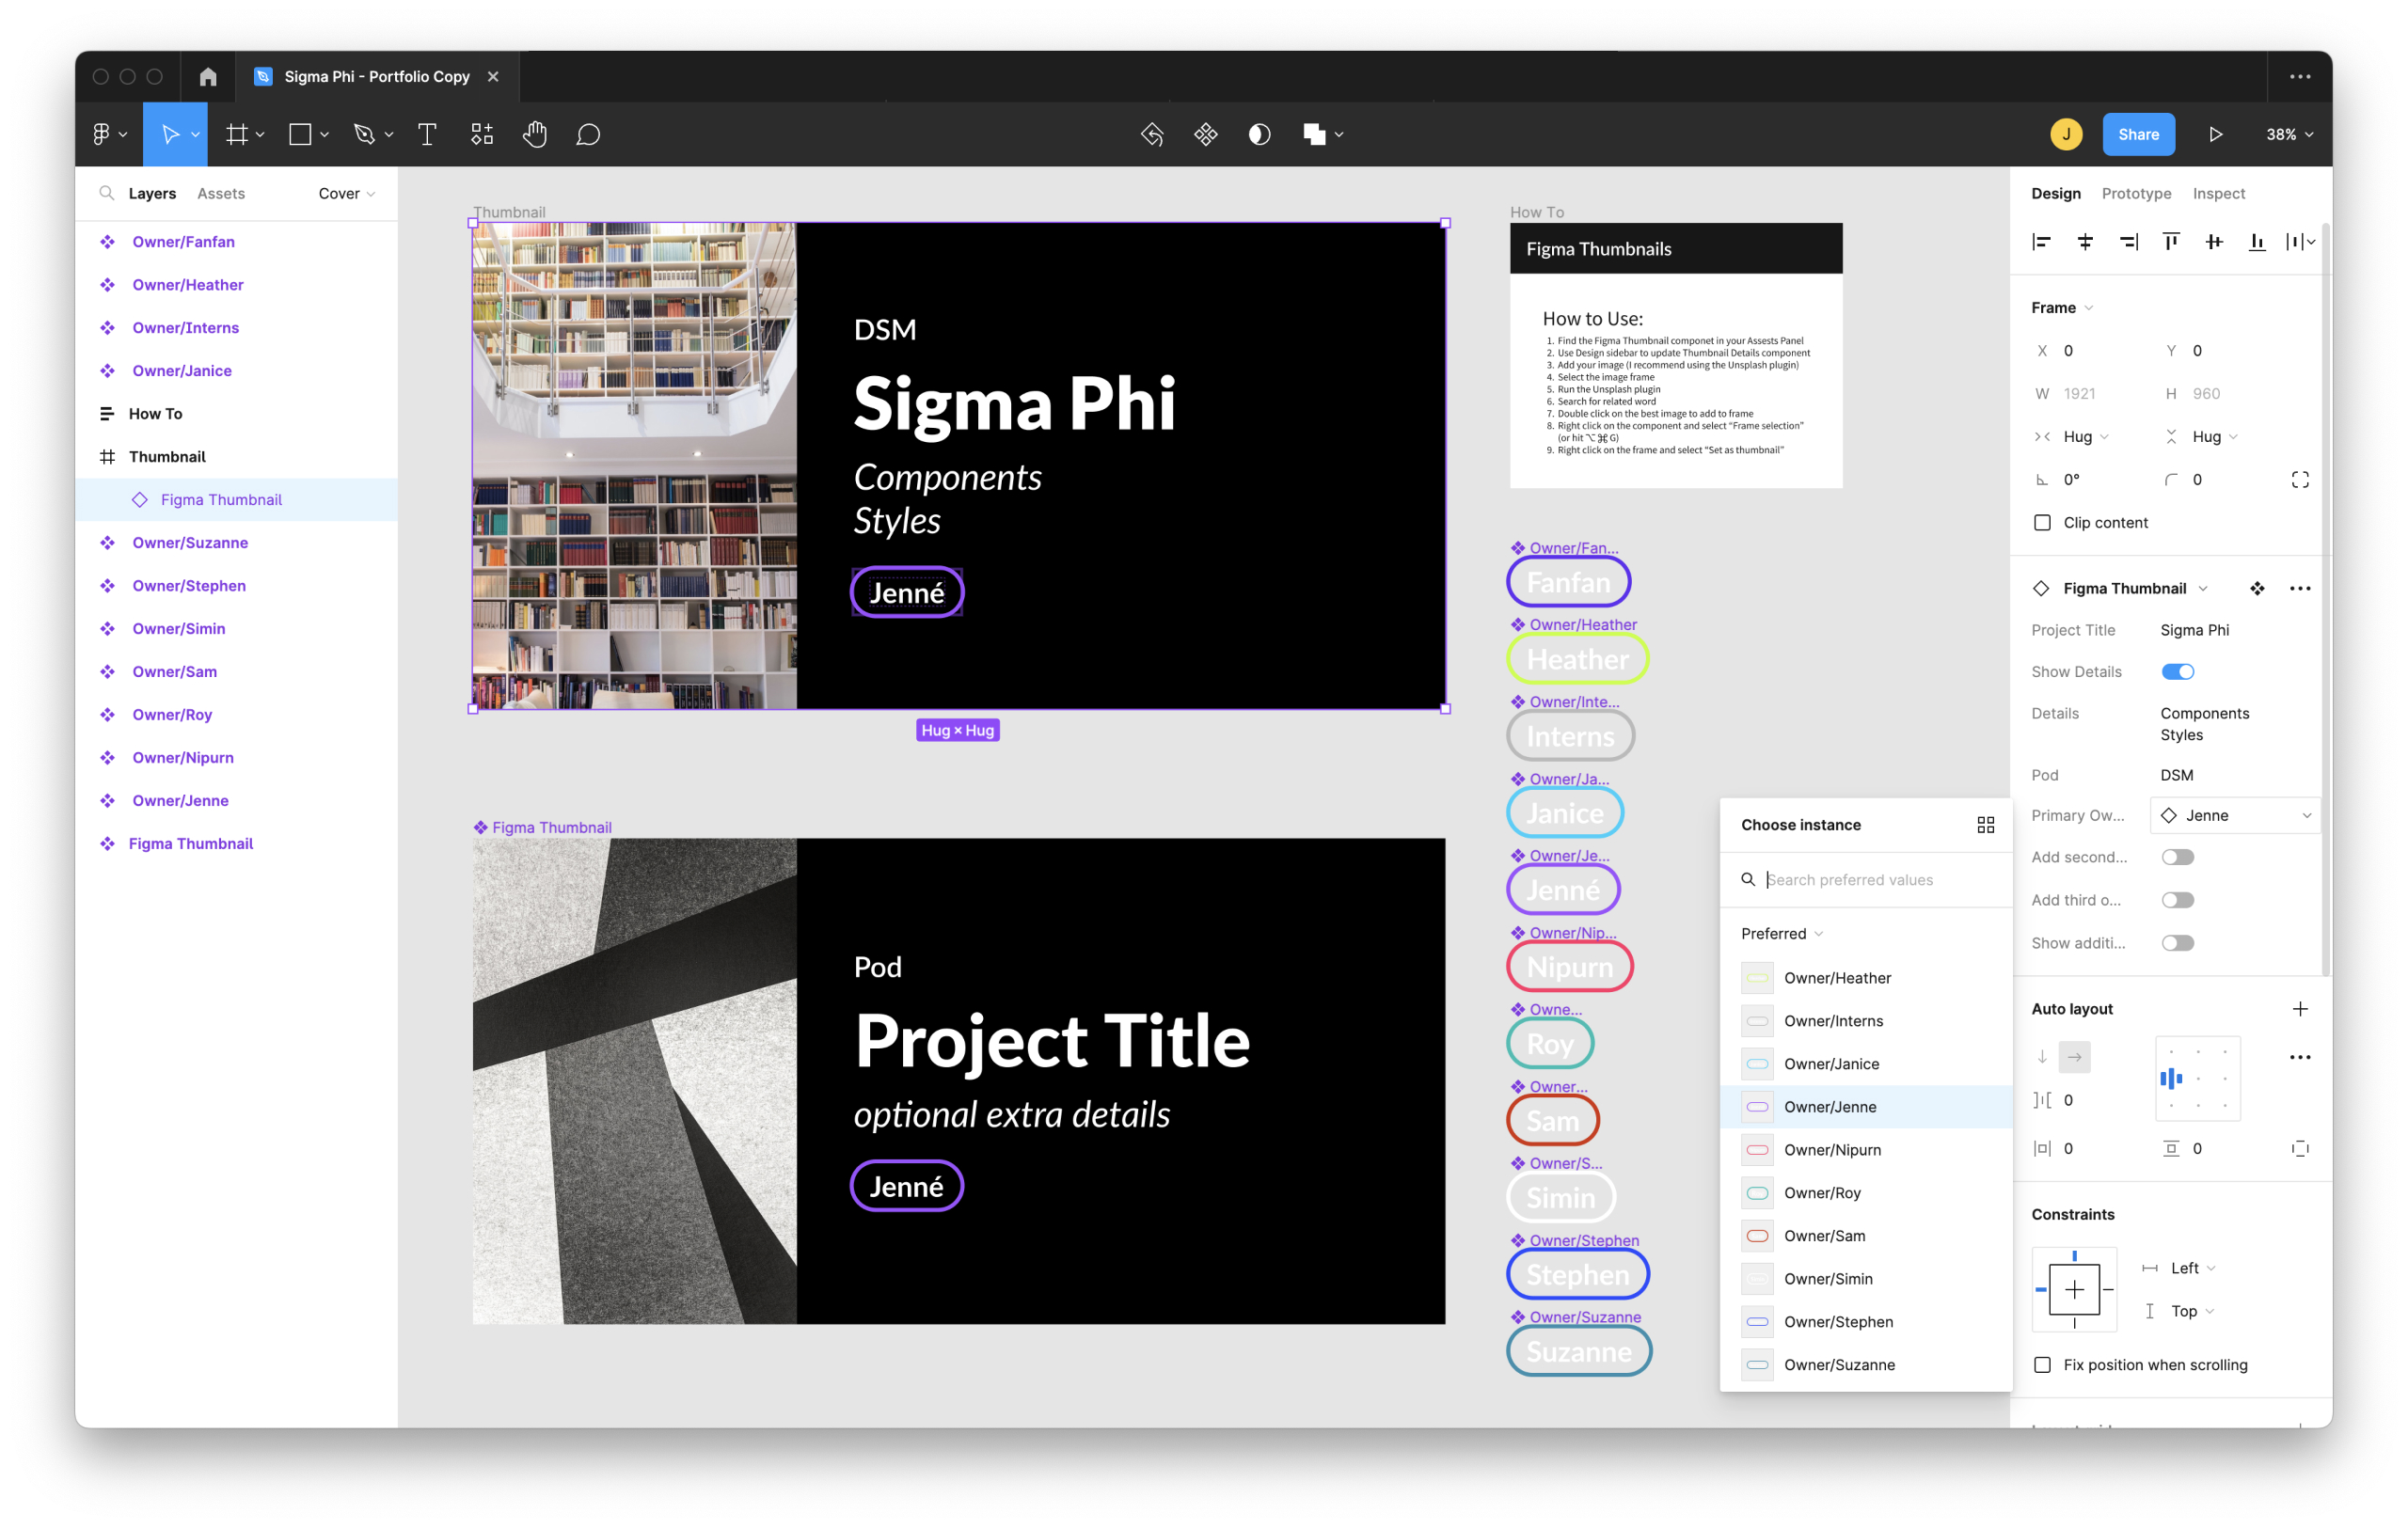 Sigma Phi - Portfolio Copy
J
Share
38%
Layers
Assets
Cover
Owner/Fanfan
Owner/Heather
Owner/Interns
Owner/Janice
How To
Thumbnail
Figma Thumbnail
Owner/Suzanne
Owner/Stephen
Owner/Simin
Owner/Sam
Owner/Roy
Owner/Nipurn
Owner/Jenne
Figma Thumbnail
Thumbnail
DSM
Sigma Phi
Components
Styles
Jenné
Hug × Hug
Figma Thumbnail
Pod
Project Title
optional extra details
Jenné
How To
Figma Thumbnails
How to Use:
1. Find the Figma Thumbnail componet in your Assests Panel
2. Use Design sidebar to update Thumbnail Details component
3. Add your image (I recommend using the Unsplash plugin)
4. Select the image frame
5. Run the Unsplash plugin
6. Search for related word
7. Double click on the best image to add to frame
8. Right click on the component and select “Frame selection”
(or hit ⌥⌘G)
9. Right click on the frame and select “Set as thumbnail”
Owner/Fan...
Fanfan
Owner/Heather
Heather
Owner/Inte...
Interns
Owner/Ja...
Janice
Owner/Je...
Jenné
Owner/Nip...
Nipurn
Owne...
Roy
Owner...
Sam
Owner/S...
Simin
Owner/Stephen
Stephen
Owner/Suzanne
Suzanne
Choose instance
Search preferred values
Preferred
Owner/Heather
Owner/Interns
Owner/Janice
Owner/Jenne
Owner/Nipurn
Owner/Roy
Owner/Sam
Owner/Simin
Owner/Stephen
Owner/Suzanne
Design
Prototype
Inspect
Frame
X 0
Y 0
W 1921
H 960
Hug
Hug
0°
0
Clip content
Figma Thumbnail
Project Title
Sigma Phi
Show Details
Details
Components
Styles
Pod
DSM
Primary Ow...
Jenne
Add second...
Add third o...
Show additi...
Auto layout
0
0
0
Constraints
Left
Top
Fix position when scrolling